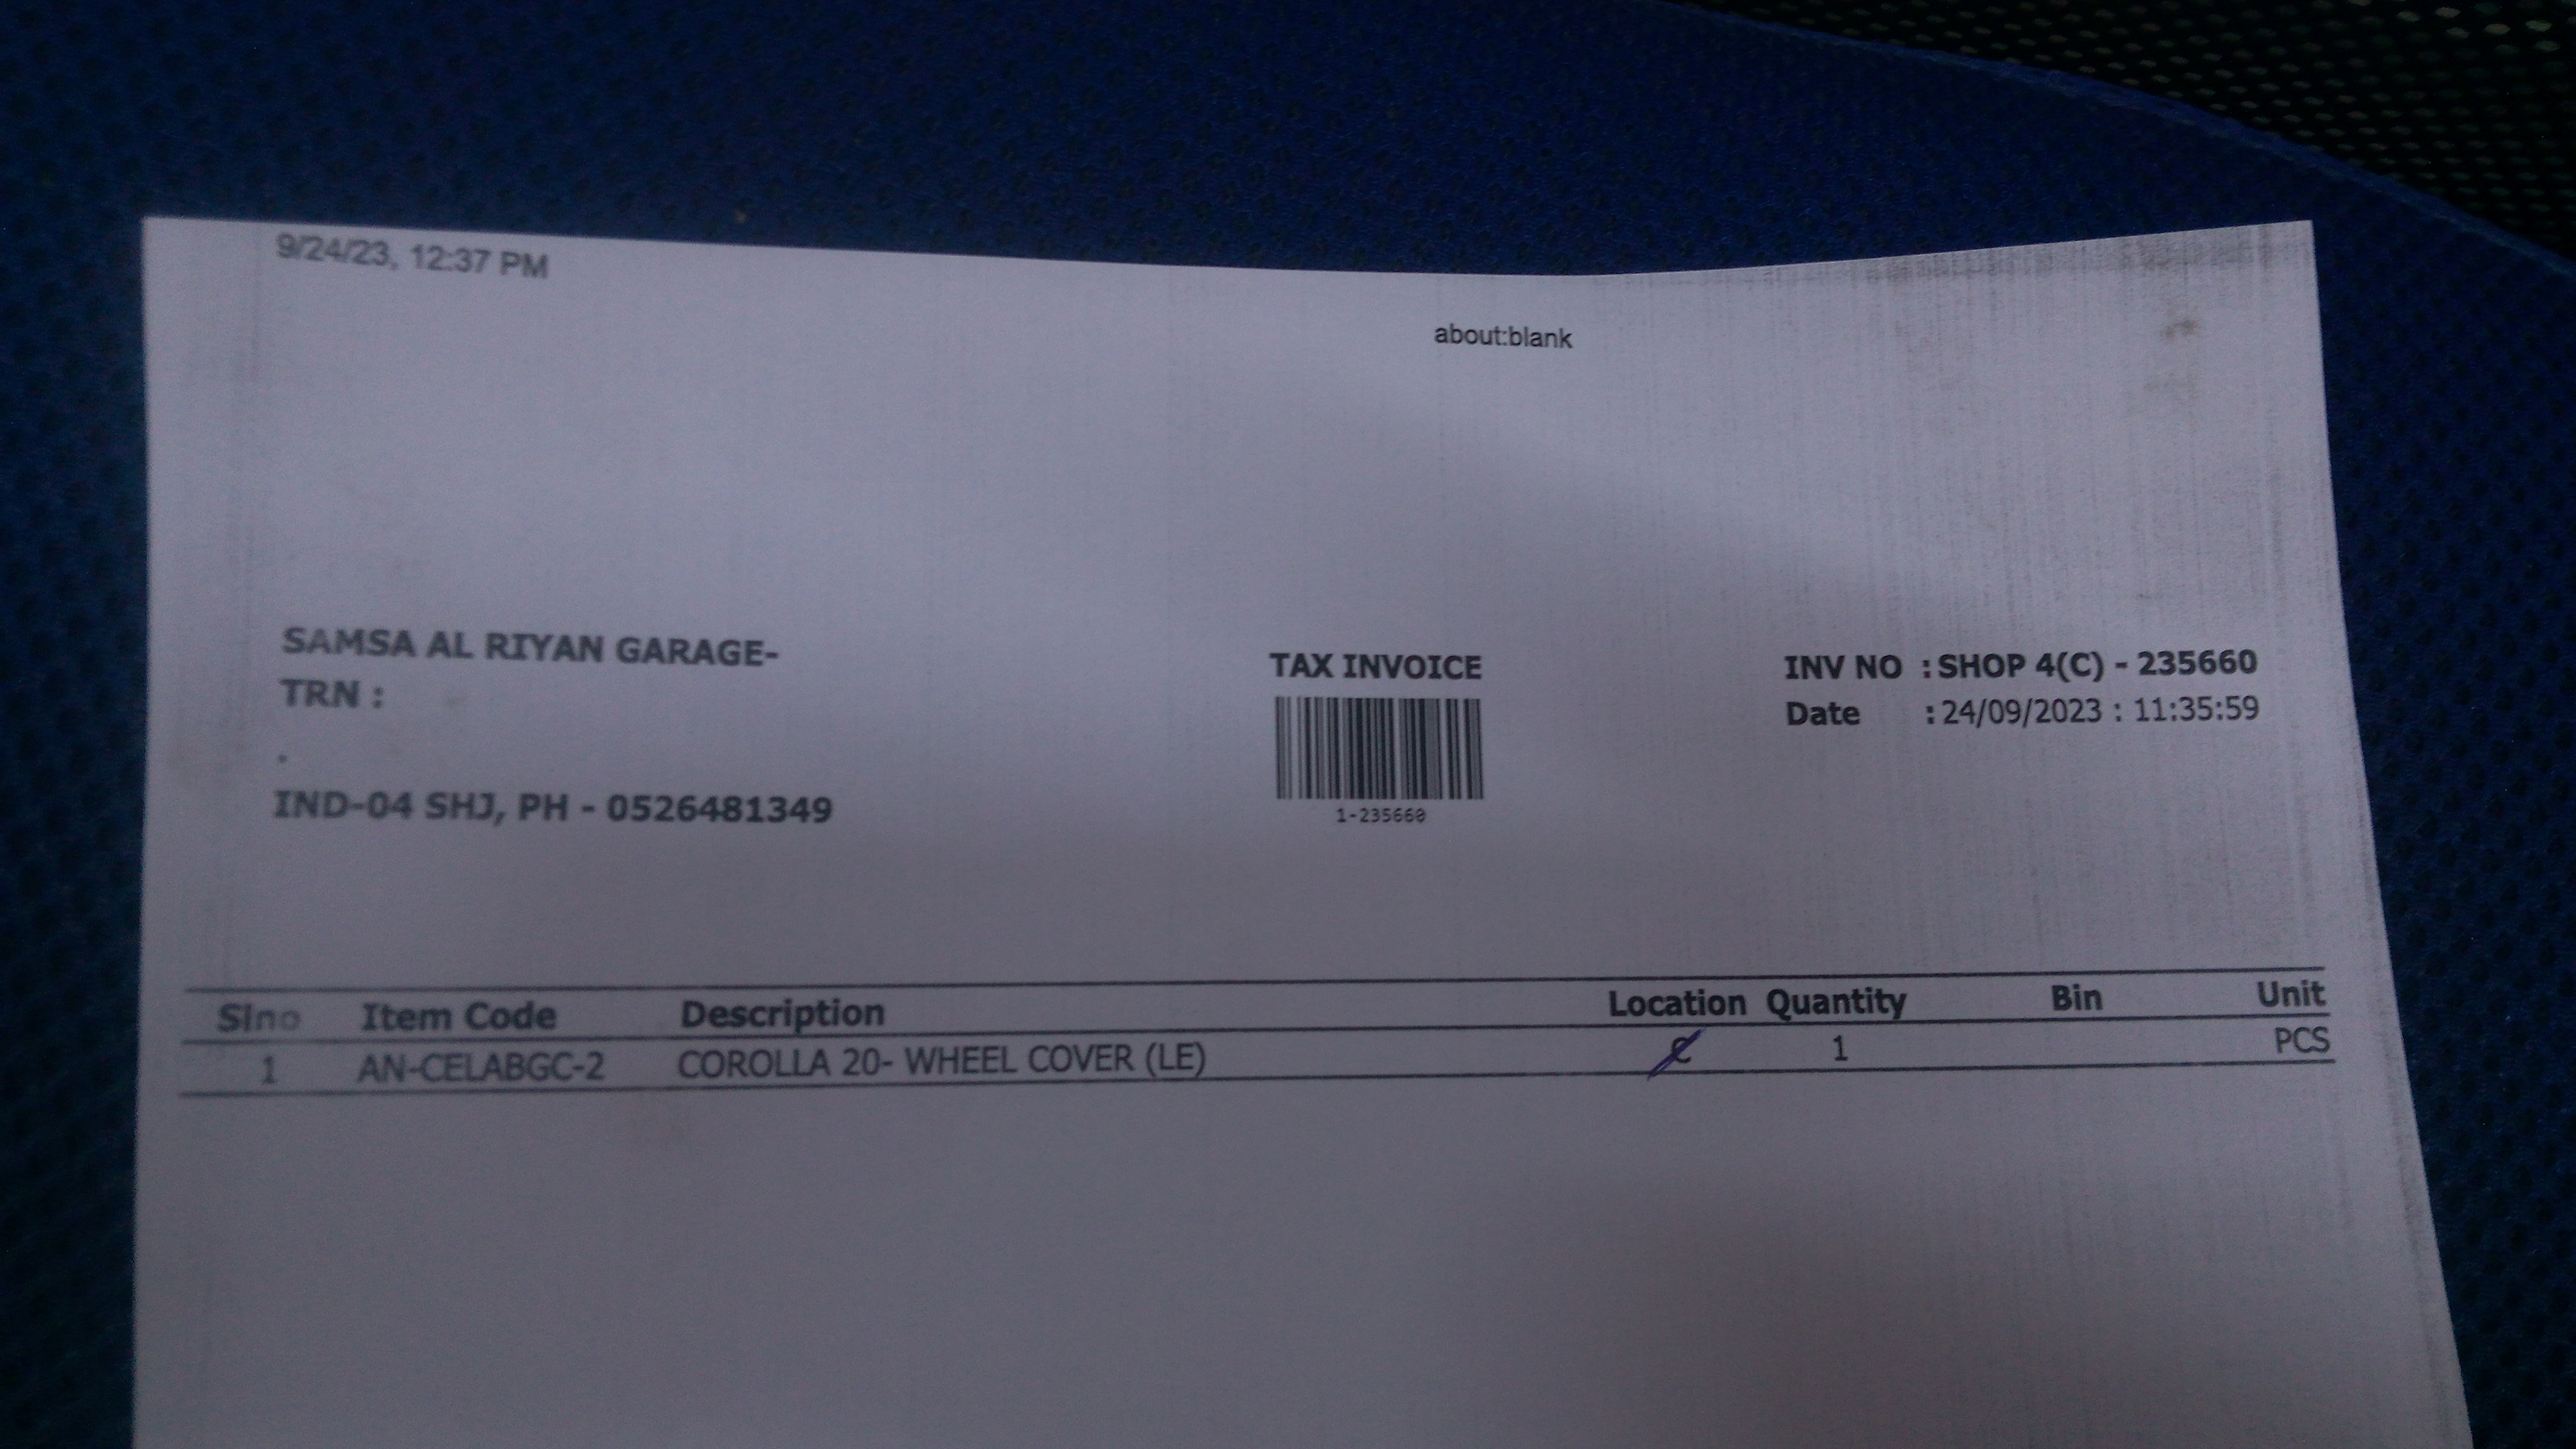 9/24/23, 12:37 PM
about:blank
SAMSA AL RIYAN GARAGE-
TRN :
.
IND-04 SHJ, PH - 0526481349
TAX INVOICE
1-235660
INV NO : SHOP 4(C) - 235660
Date : 24/09/2023 : 11:35:59
Slno Item Code Description Location Quantity Bin Unit
1 AN-CELABGC-2 COROLLA 20- WHEEL COVER (LE) C 1 PCS